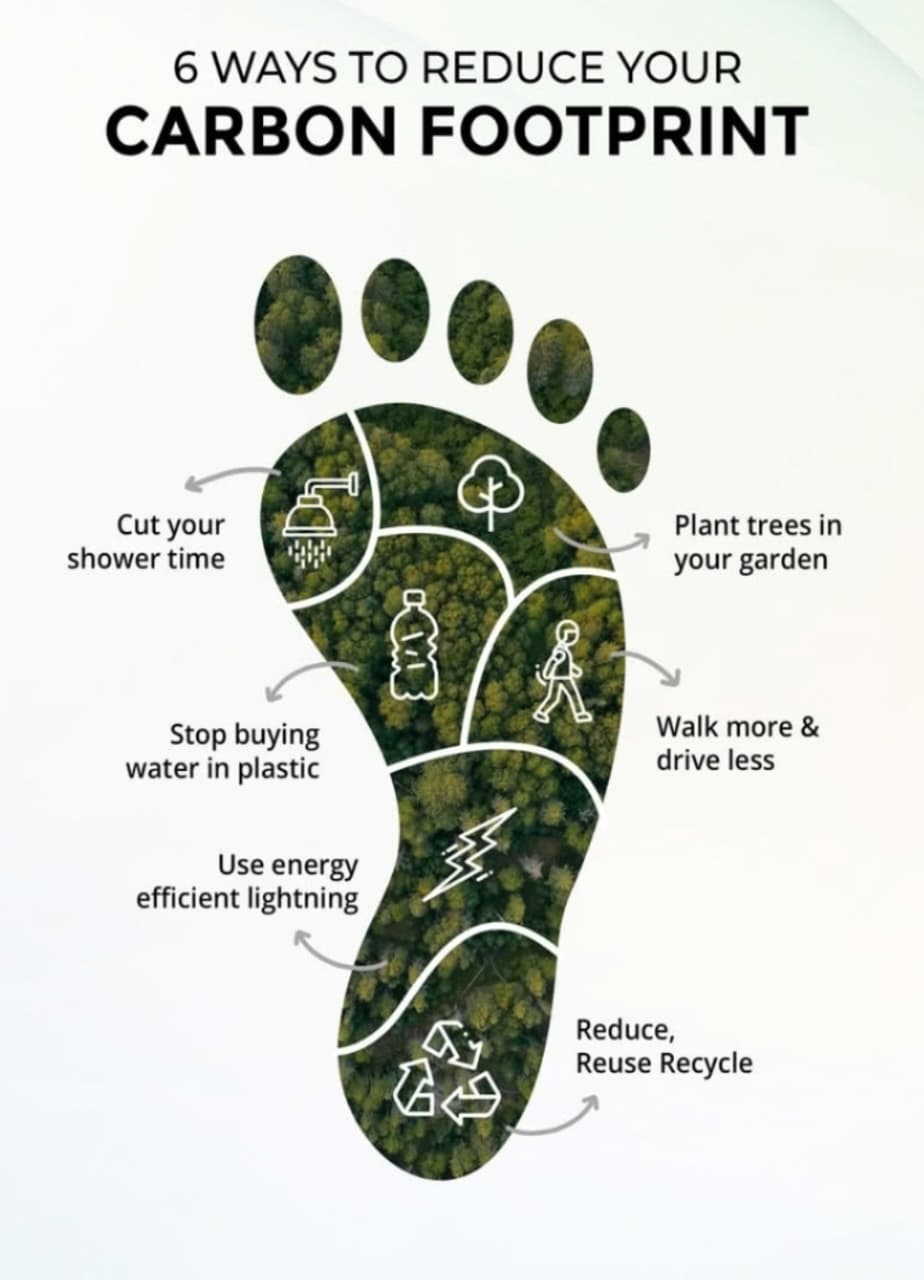 6 WAYS TO REDUCE YOUR
CARBON FOOTPRINT
Cut your
shower time
Plant trees in
your garden
Stop buying
water in plastic
Walk more &
drive less
Use energy
efficient lightning
Reduce,
Reuse Recycle